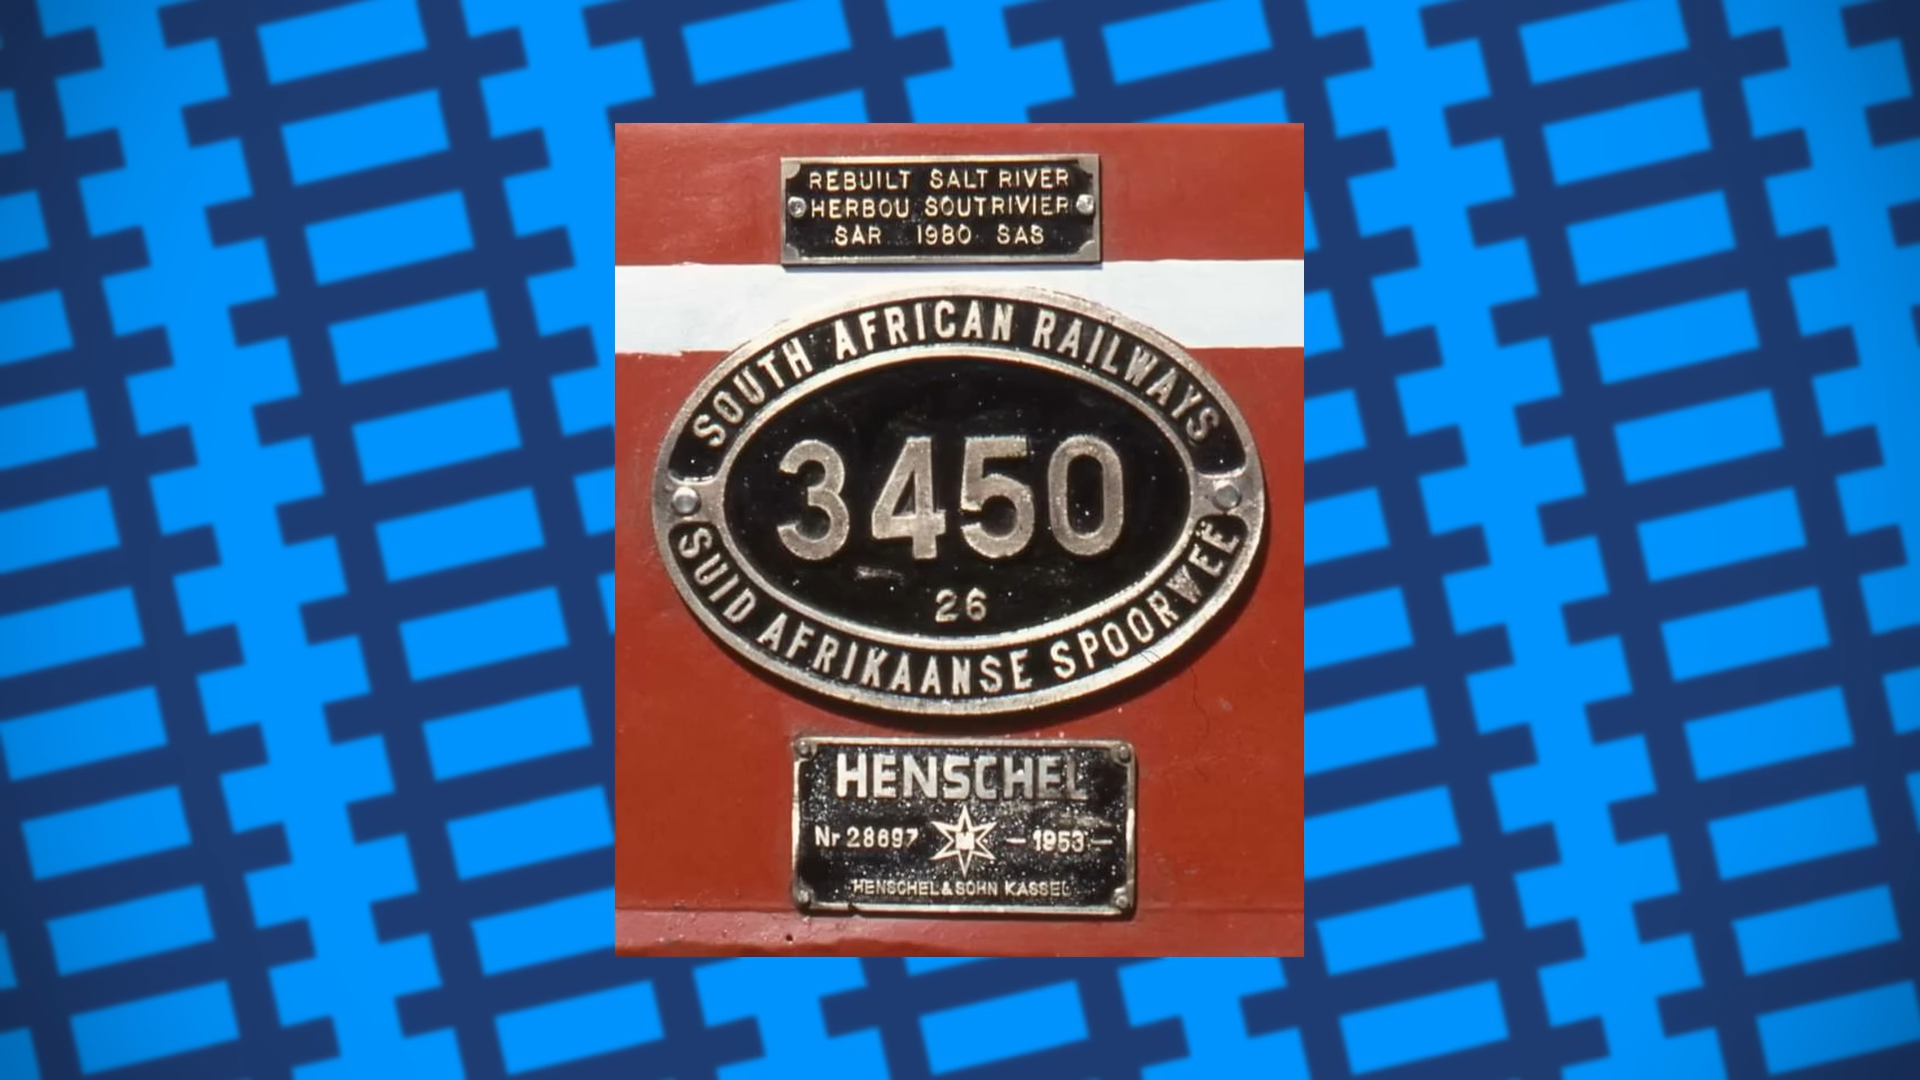 REBUILT SALT RIVER
HERBOU SOUTRIVIER
SAR 1980 SAS
SOUTH AFRICAN RAILWAYS
3450
26
SUID AFRIKAANSE SPOORWEË
HENSCHEL
Nr 28697 M —1953—
HENSCHEL & SOHN KASSEL